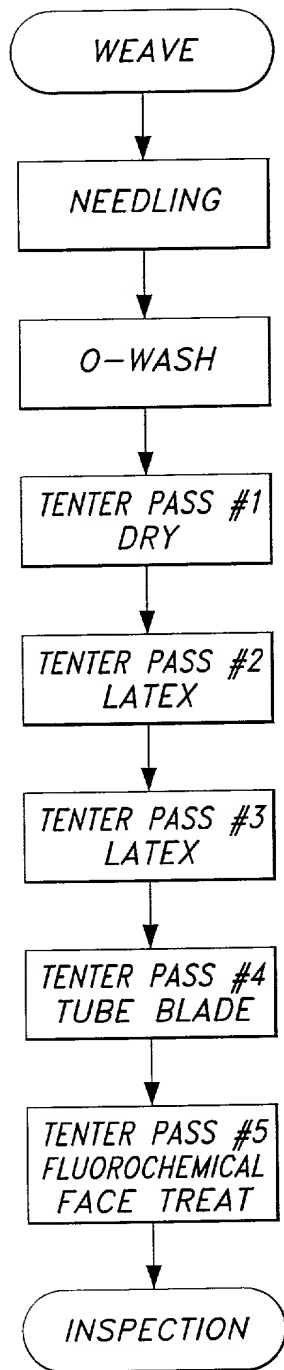 WEAVE
NEEDLING
O-WASH
TENTER PASS #1
DRY
TENTER PASS #2
LATEX
TENTER PASS #3
LATEX
TENTER PASS #4
TUBE BLADE
TENTER PASS #5
FLUOROCHEMICAL
FACE TREAT
INSPECTION